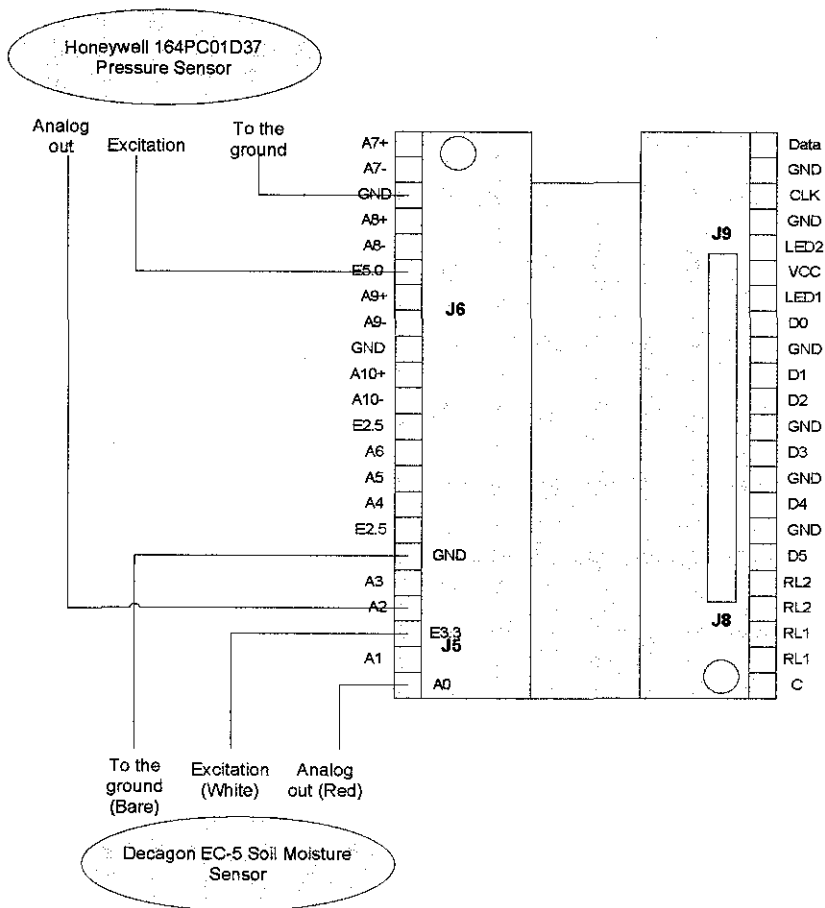 Honeywell 164PC01D37
Pressure Sensor
Analog
out
Excitation
To the
ground
A7+
A7-
GND
A8+
A8-
E5.0
A9+
A9-
GND
A10+
A10-
E2.5
A6
A5
A4
E2.5
GND
A3
A2
E3.3
A1
A0
J6
J5
J9
J8
Data
GND
CLK
GND
LED2
VCC
LED1
D0
GND
D1
D2
GND
D3
GND
D4
GND
D5
RL2
RL2
RL1
RL1
C
To the
ground
(Bare)
Excitation
(White)
Analog
out (Red)
Decagon EC-5 Soil Moisture
Sensor